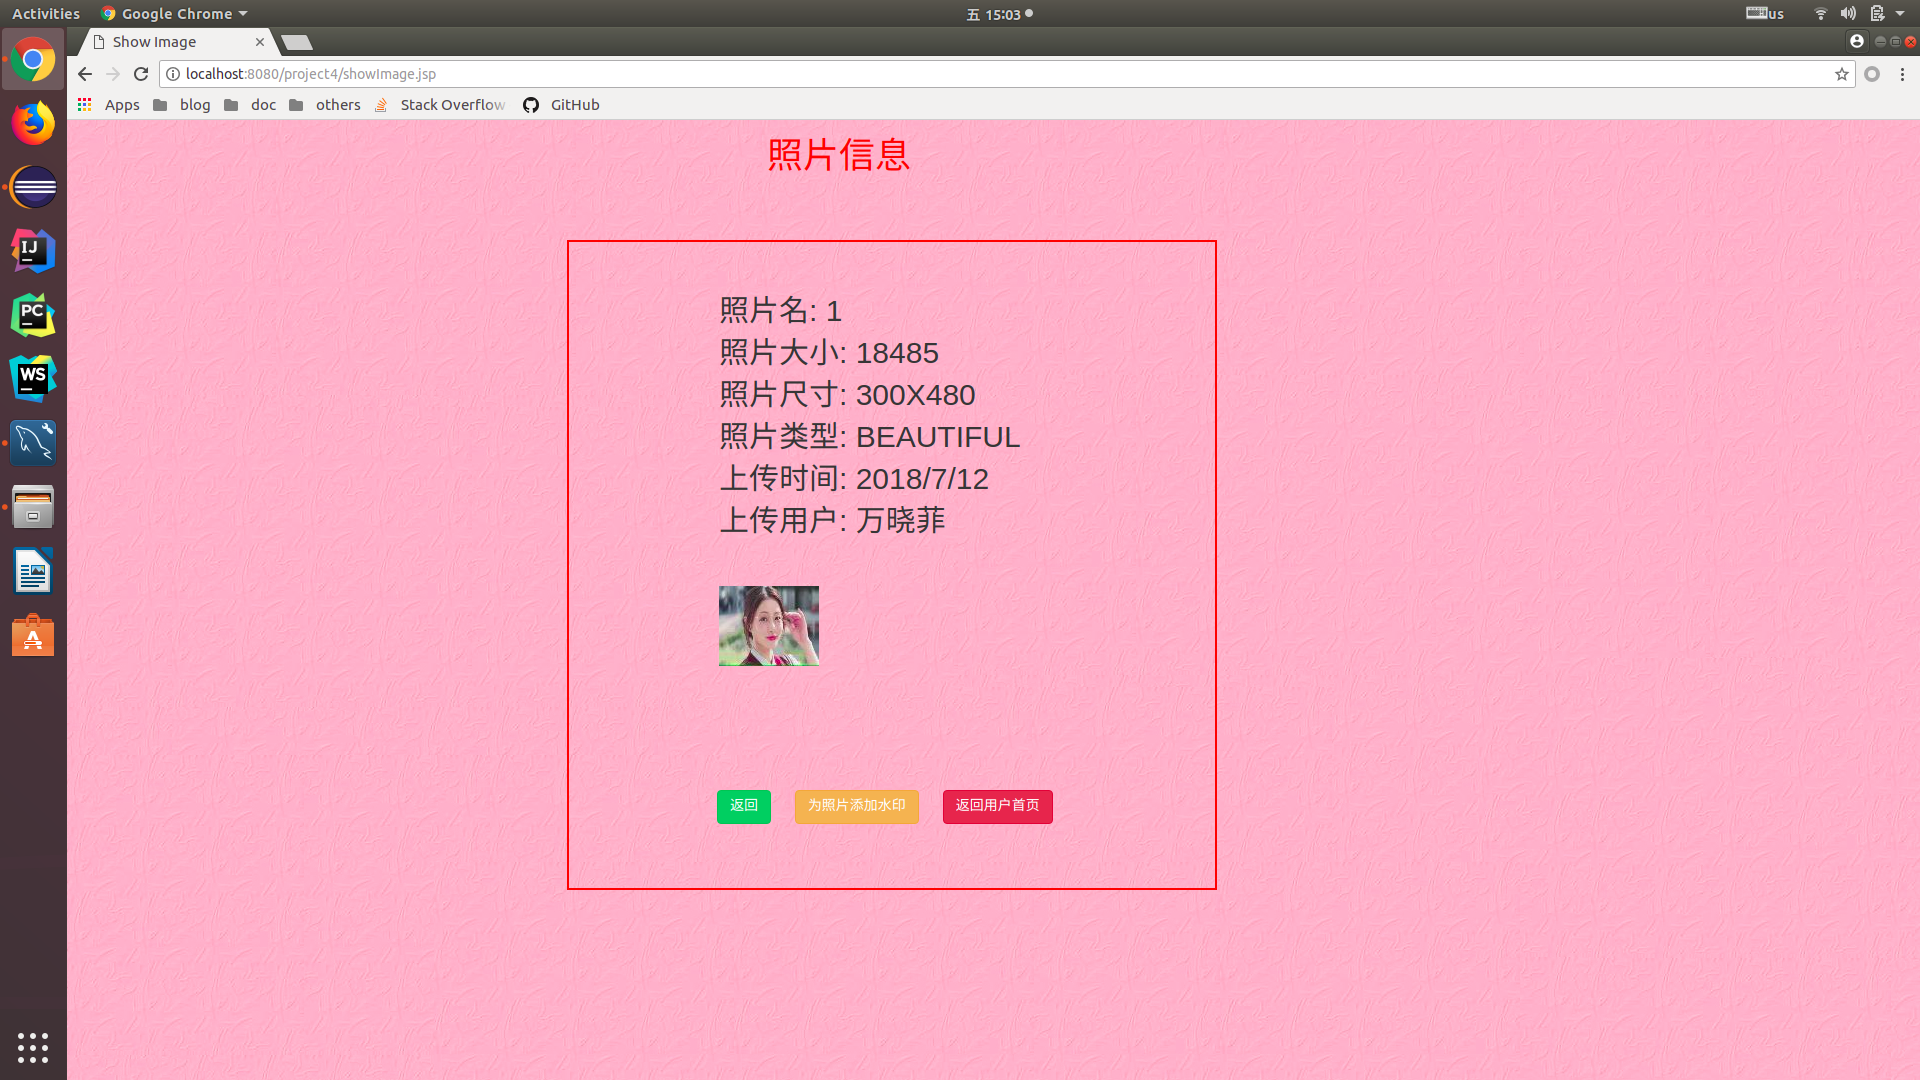 Activities Google Chrome 五 15:03 us
Show Image
localhost:8080/project4/showImage.jsp
Apps blog doc others Stack Overflow GitHub
照片信息
照片名: 1
照片大小: 18485
照片尺寸: 300X480
照片类型: BEAUTIFUL
上传时间: 2018/7/12
上传用户: 万晓菲
返回 为照片添加水印 返回用户首页
IJ
PC
WS